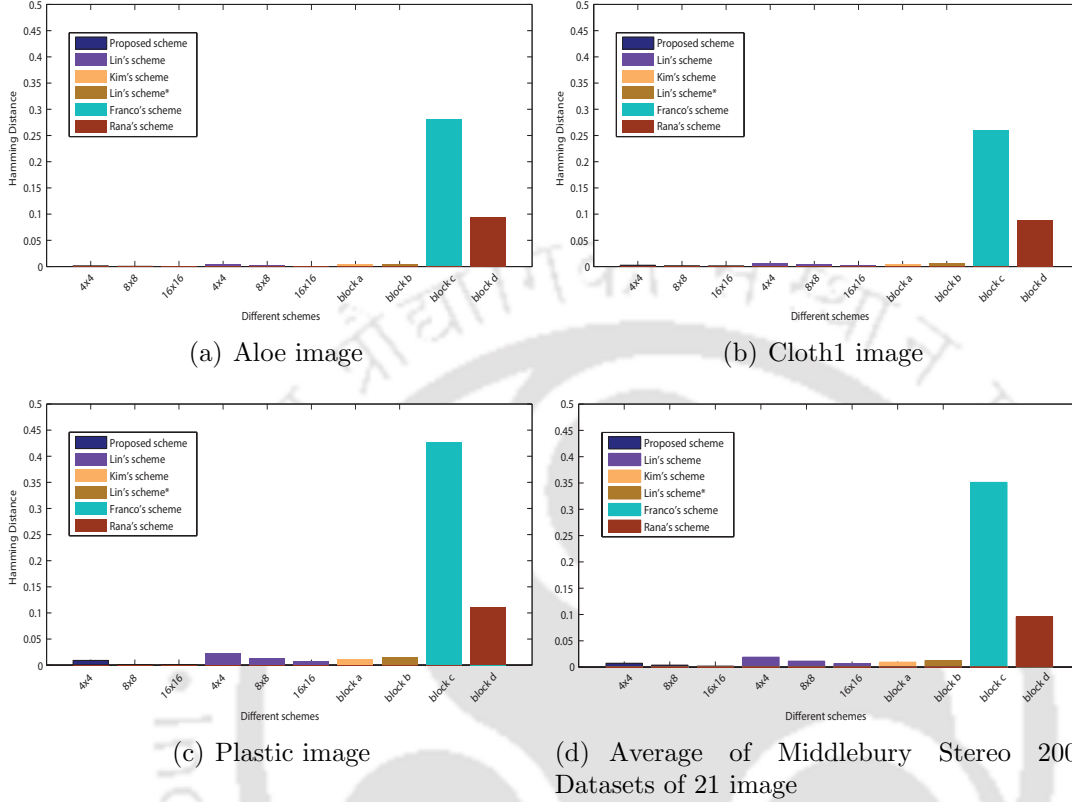 0.5
0.45
0.4
0.35
0.3
0.25
0.2
0.15
0.1
0.05
0
Hamming Distance
Proposed scheme
Lin's scheme
Kim's scheme
Lin's scheme*
Franco's scheme
Rana's scheme
4x4
8x8
16x16
4x4
8x8
16x16
block a
block b
block c
block d
Different schemes
(a) Aloe image
0.5
0.45
0.4
0.35
0.3
0.25
0.2
0.15
0.1
0.05
0
Hamming Distance
Proposed scheme
Lin's scheme
Kim's scheme
Lin's scheme*
Franco's scheme
Rana's scheme
4x4
8x8
16x16
4x4
8x8
16x16
block a
block b
block c
block d
Different schemes
(b) Cloth1 image
0.5
0.45
0.4
0.35
0.3
0.25
0.2
0.15
0.1
0.05
0
Hamming Distance
Proposed scheme
Lin's scheme
Kim's scheme
Lin's scheme*
Franco's scheme
Rana's scheme
4x4
8x8
16x16
4x4
8x8
16x16
block a
block b
block c
block d
Different schemes
(c) Plastic image
0.5
0.45
0.4
0.35
0.3
0.25
0.2
0.15
0.1
0.05
0
Proposed scheme
Lin's scheme
Kim's scheme
Lin's scheme*
Franco's scheme
Rana's scheme
4x4
8x8
16x16
4x4
8x8
16x16
block a
block b
block c
block d
Different schemes
(d) Average of Middlebury Stereo 200
Datasets of 21 image